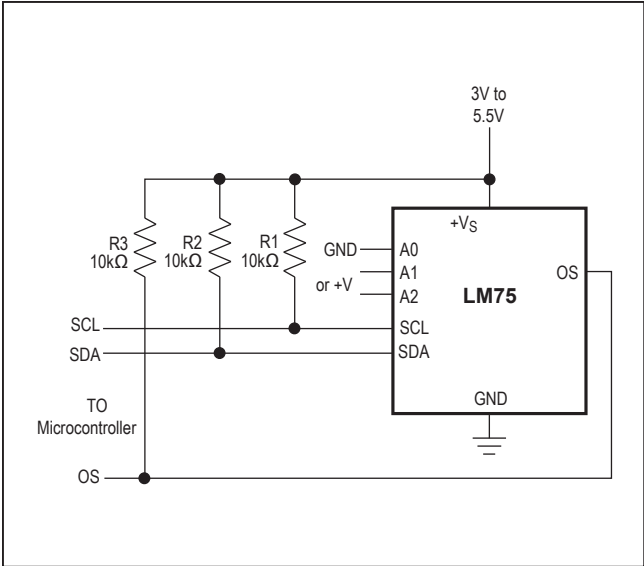 3V to
5.5V
+VS
R3
10kΩ
R2
10kΩ
R1
10kΩ
GND
or +V
A0
A1
A2
LM75
OS
SCL
SCL
SDA
SDA
TO
Microcontroller
GND
OS